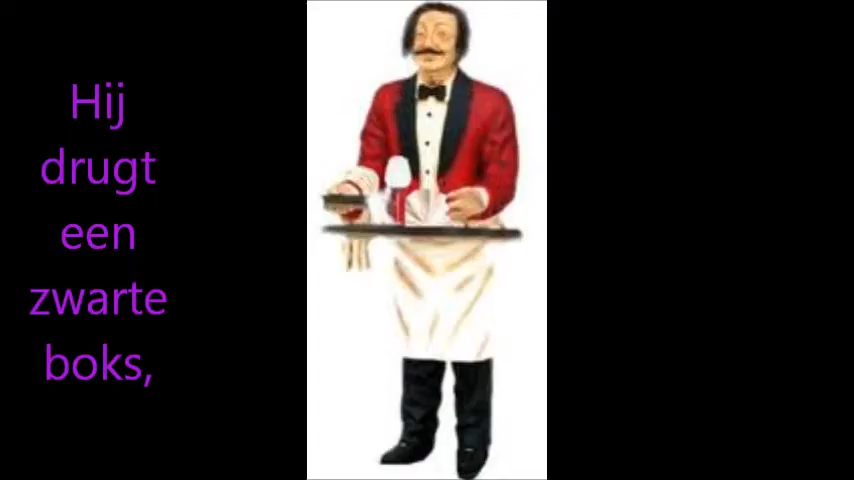 Hij
drugt
een
zwarte
boks,